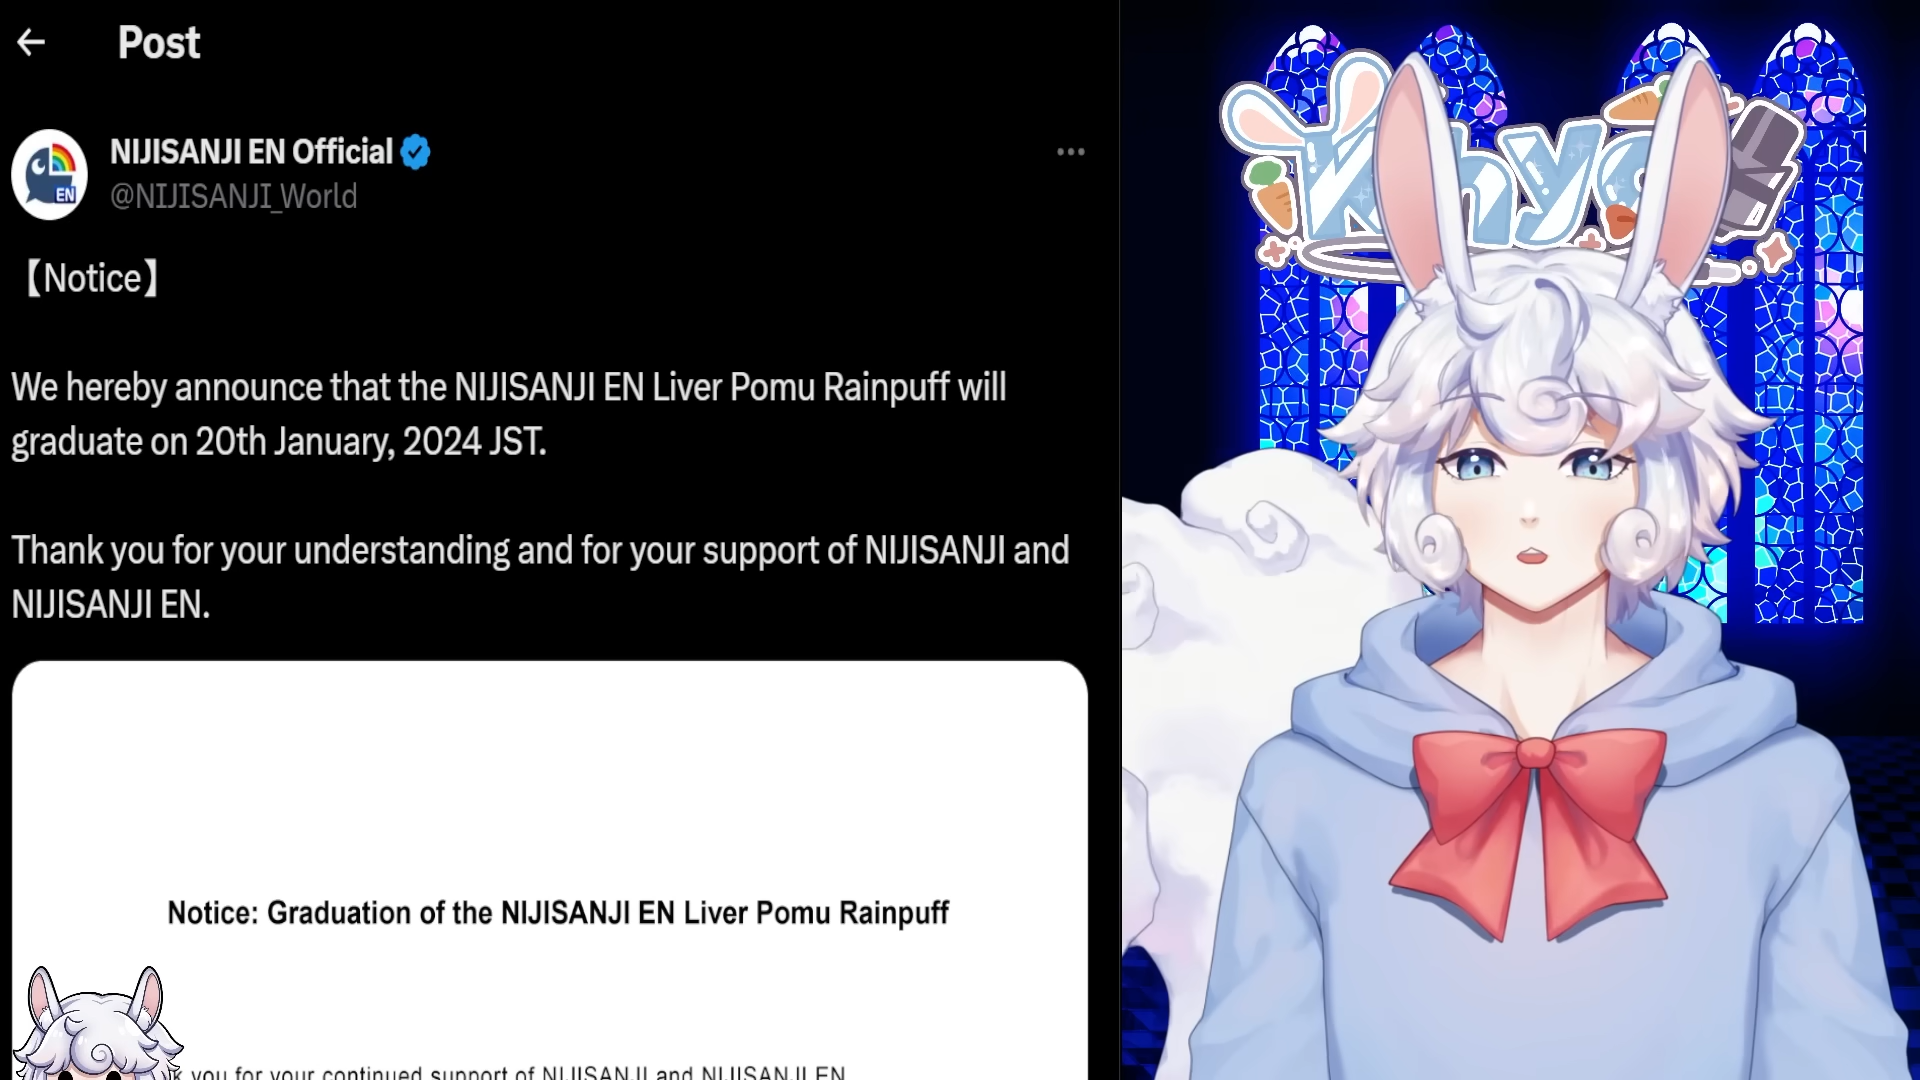 Post
NIJISANJI EN Official
@NIJISANJI_World
【Notice】
We hereby announce that the NIJISANJI EN Liver Pomu Rainpuff will
graduate on 20th January, 2024 JST.
Thank you for your understanding and for your support of NIJISANJI and
NIJISANJI EN.
EN
Notice: Graduation of the NIJISANJI EN Liver Pomu Rainpuff
you for your continued support of NIJISANJI and NIJISANJI EN